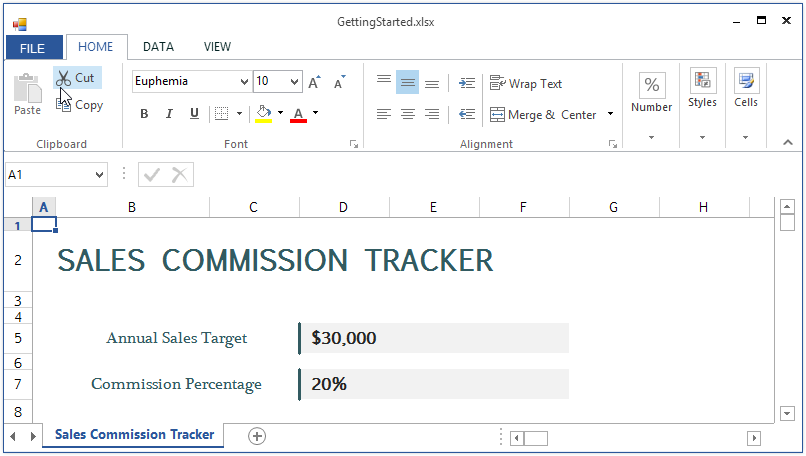 GettingStarted.xlsx
FILE HOME DATA VIEW
Paste
Cut
Copy
Clipboard
Euphemia 10 A A
B I U A
Font
Wrap Text
Merge & Center
Alignment
%
Number
Styles
Cells
A1
A B C D E F G H
1
2 SALES COMMISSION TRACKER
3
4
5 Annual Sales Target $30,000
6
7 Commission Percentage 20%
8
Sales Commission Tracker